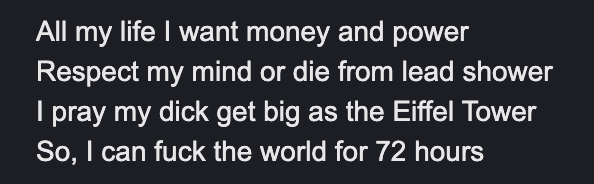 All my life I want money and power
Respect my mind or die from lead shower
I pray my dick get big as the Eiffel Tower
So, I can fuck the world for 72 hours